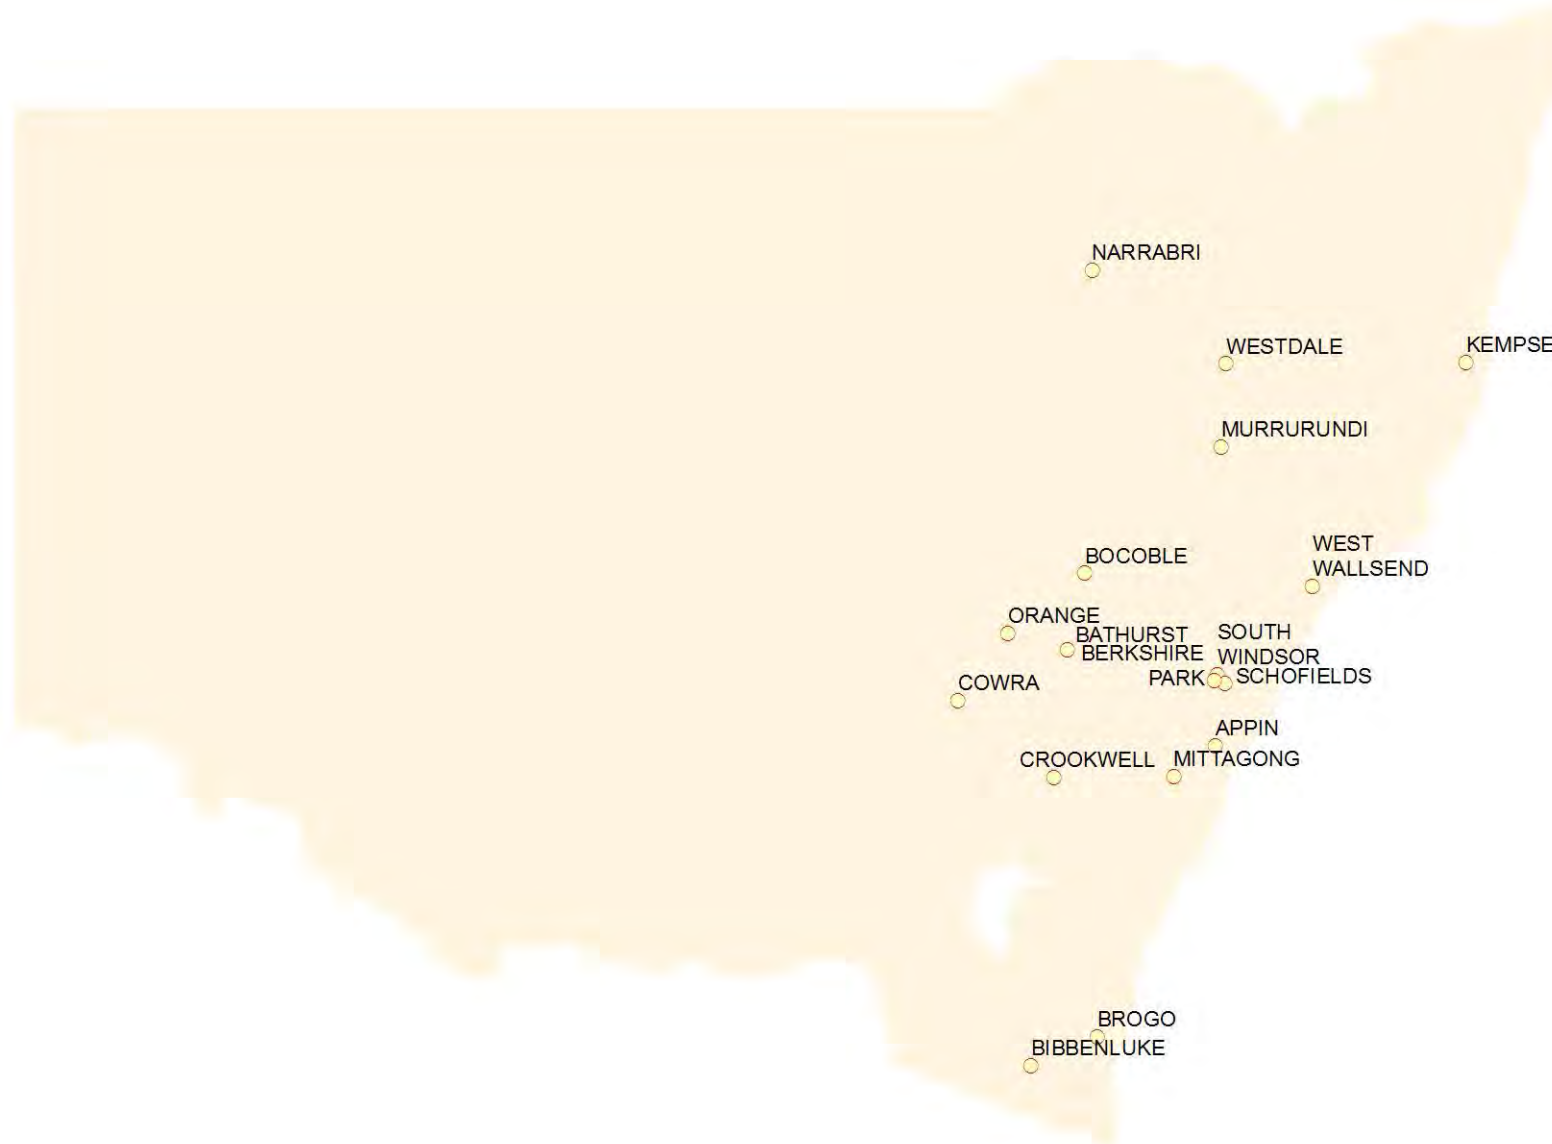 NARRABRI
WESTDALE
KEMPSE
MURRURUNDI
WEST
WALLSEND
BOCOBLE
ORANGE
BATHURST
SOUTH
WINDSOR
BERKSHIRE
PARK
SCHOFIELDS
COWRA
APPIN
CROOKWELL
MITTAGONG
BROGO
BIBBENLUKE